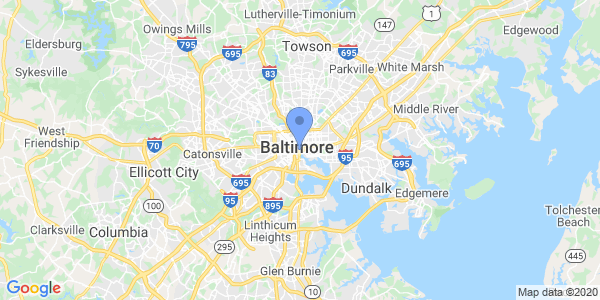 Lutherville-Timonium
1
Owings Mills
147
Edgewood
Eldersburg
795
695
Towson
695
Sykesville
83
Parkville
White Marsh
Middle River
West
Friendship
70
Catonsville
Baltimore
95
695
Ellicott City
695
Dundalk
Edgemere
100
95
895
Tolchester
Beach
Clarksville
Columbia
Linthicum
Heights
295
445
Glen Burnie
10
Google
Map data ©2020